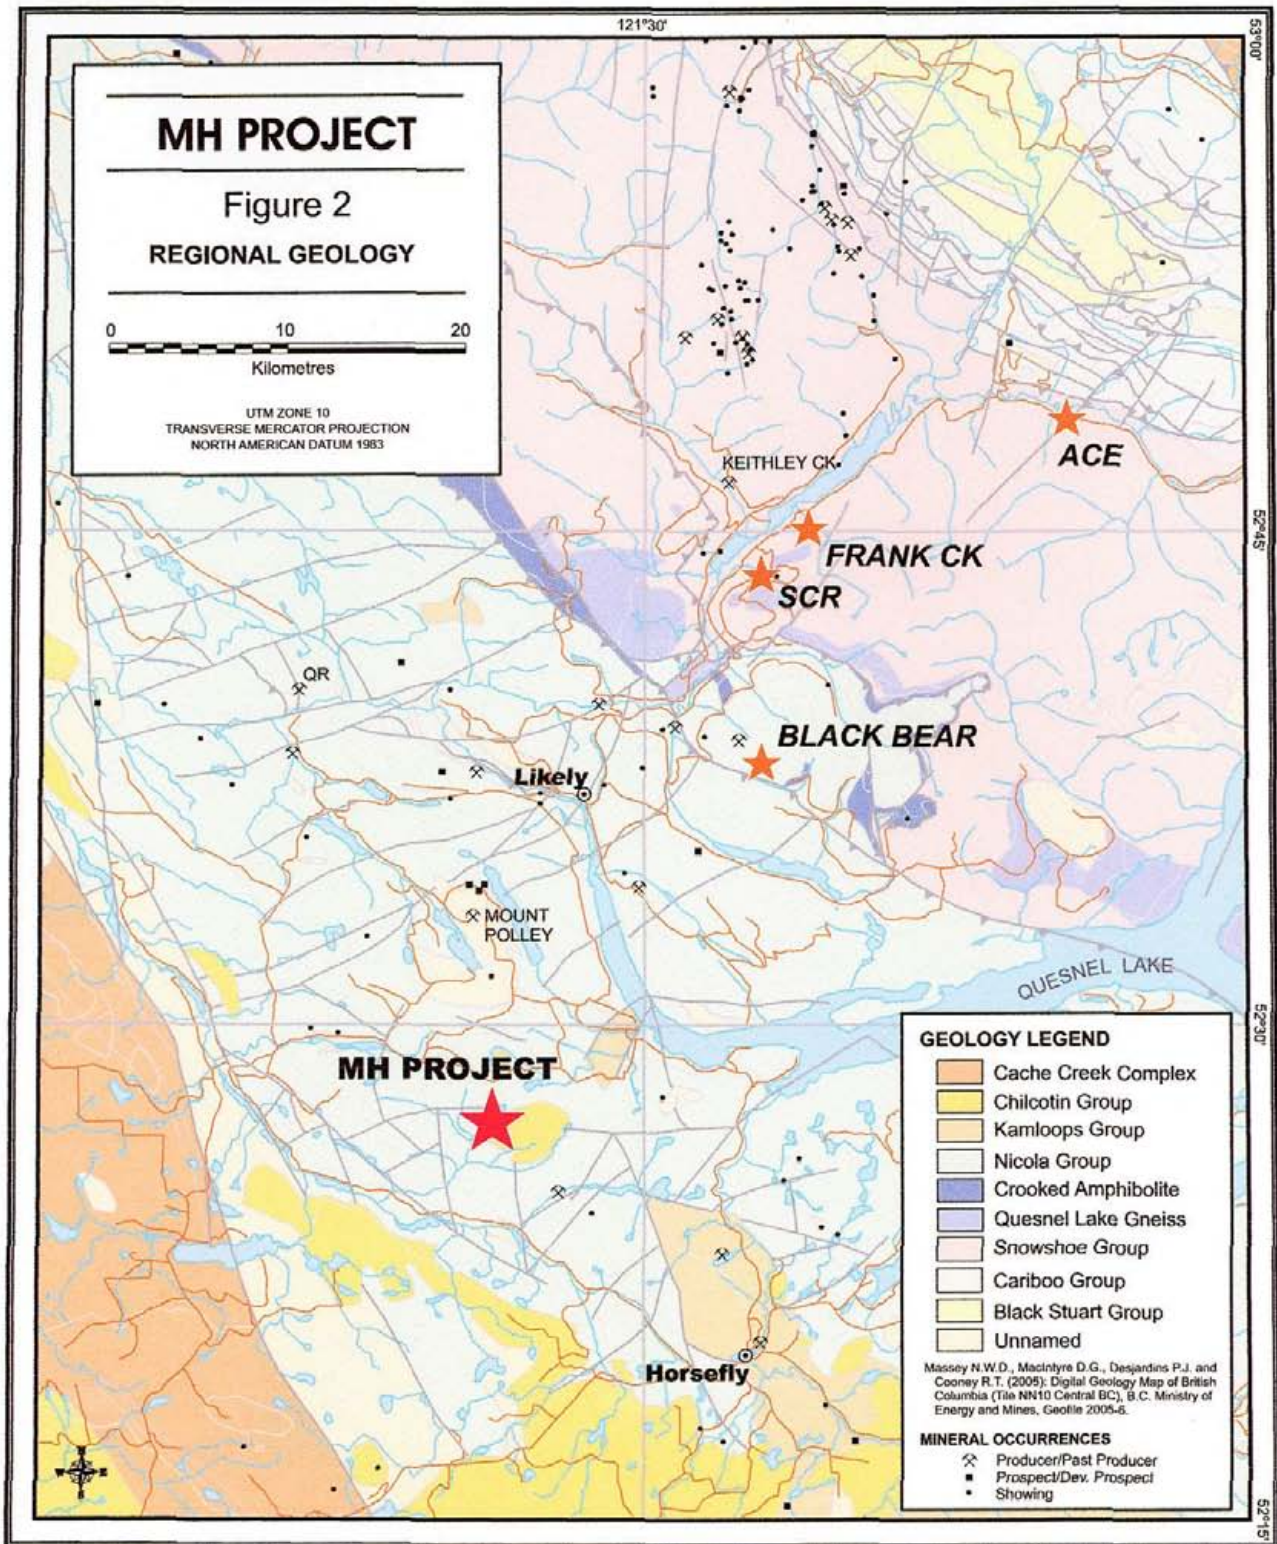 121°30'
53°00'
MH PROJECT
Figure 2
REGIONAL GEOLOGY
0 10 20
Kilometres
UTM ZONE 10
TRANSVERSE MERCATOR PROJECTION
NORTH AMERICAN DATUM 1983
ACE
KEITHLEY CK
52°45'
FRANK CK
SCR
QR
BLACK BEAR
Likely
MOUNT
POLLEY
QUESNEL LAKE
52°30'
MH PROJECT
Horsefly
GEOLOGY LEGEND
Cache Creek Complex
Chilcotin Group
Kamloops Group
Nicola Group
Crooked Amphibolite
Quesnel Lake Gneiss
Snowshoe Group
Cariboo Group
Black Stuart Group
Unnamed
Massey N.W.D., MacIntyre D.G., Desjardins P.J. and
Cooney R.T. (2005): Digital Geology Map of British
Columbia (Tile NN10 Central BC), B.C. Ministry of
Energy and Mines, Geofile 2005-6.
MINERAL OCCURRENCES
Producer/Past Producer
Prospect/Dev. Prospect
Showing
N
W E
S
52°15'